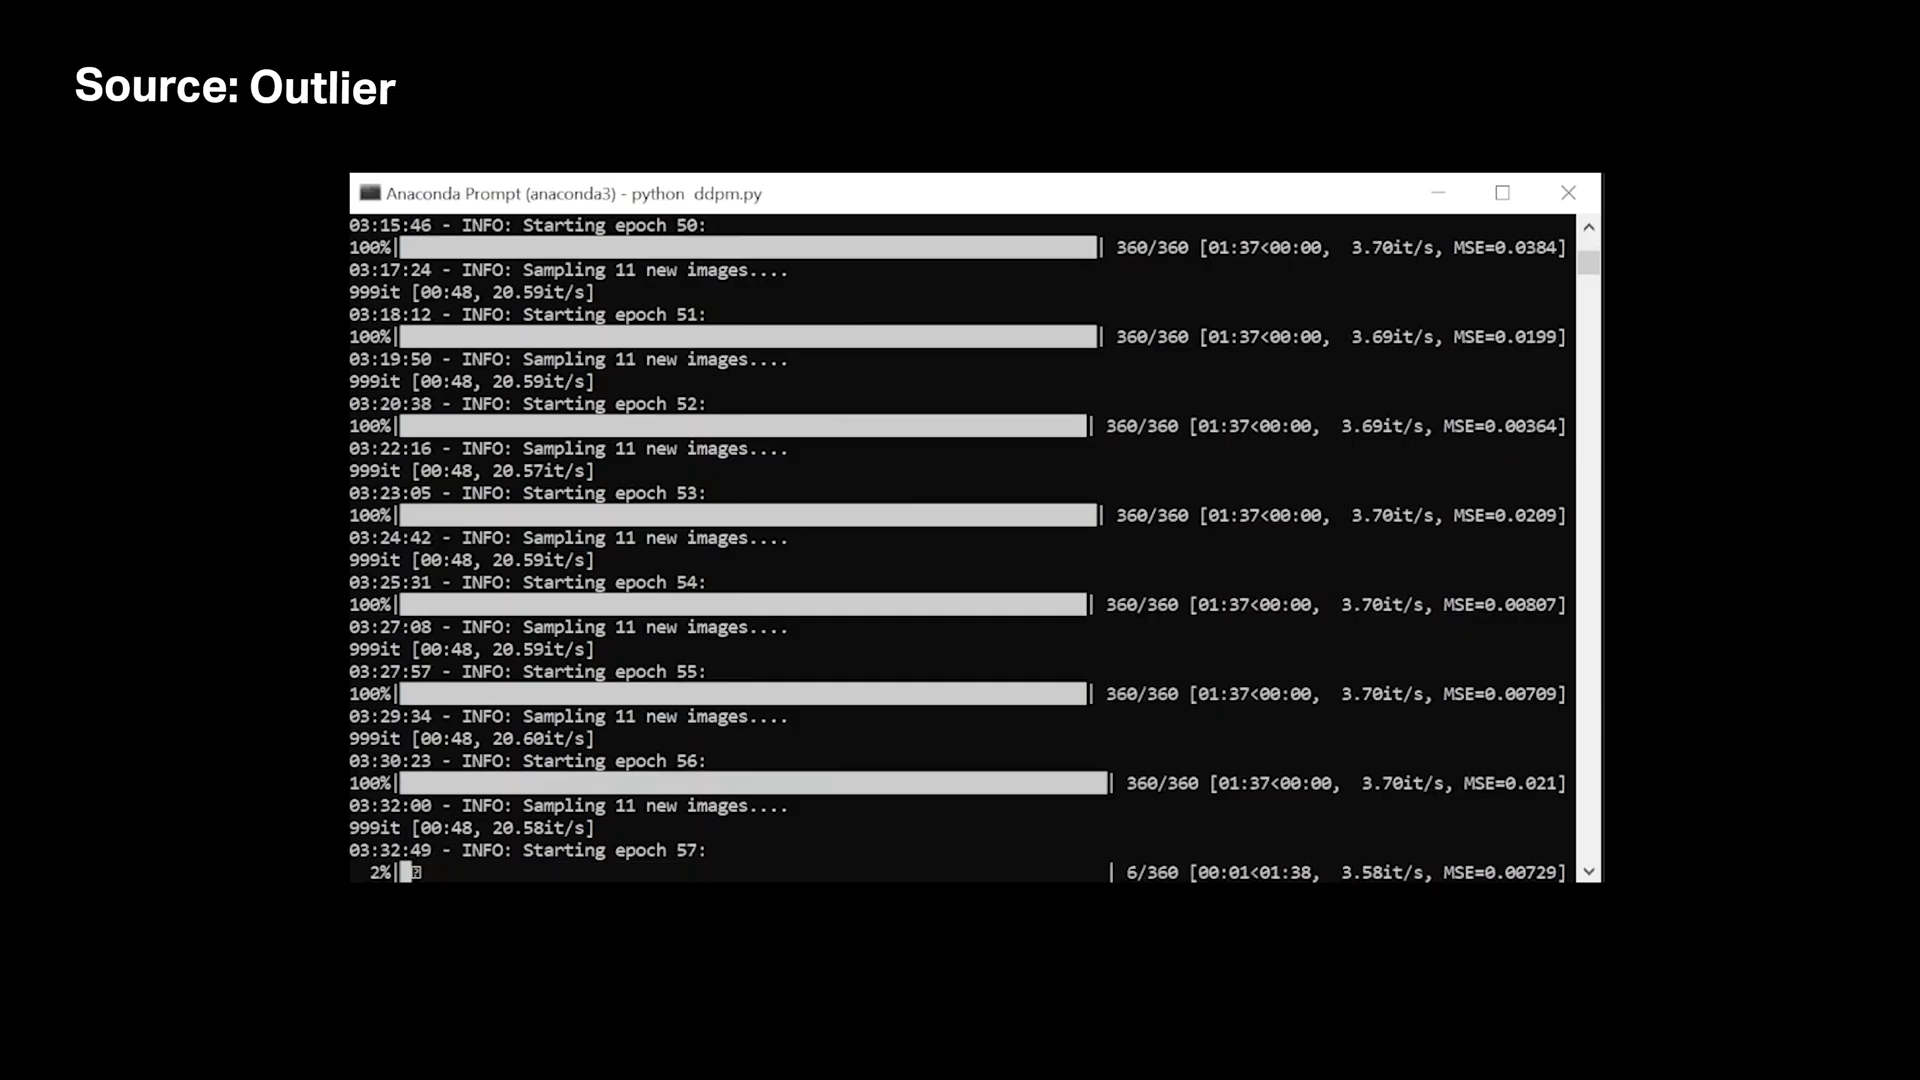 Source: Outlier
Anaconda Prompt (anaconda3) - python  ddpm.py
03:15:46 - INFO: Starting epoch 50:
100%| | 360/360 [01:37<00:00,  3.70it/s, MSE=0.0384]
03:17:24 - INFO: Sampling 11 new images....
999it [00:48, 20.59it/s]
03:18:12 - INFO: Starting epoch 51:
100%| | 360/360 [01:37<00:00,  3.69it/s, MSE=0.0199]
03:19:50 - INFO: Sampling 11 new images....
999it [00:48, 20.59it/s]
03:20:38 - INFO: Starting epoch 52:
100%| | 360/360 [01:37<00:00,  3.69it/s, MSE=0.00364]
03:22:16 - INFO: Sampling 11 new images....
999it [00:48, 20.57it/s]
03:23:05 - INFO: Starting epoch 53:
100%| | 360/360 [01:37<00:00,  3.70it/s, MSE=0.0209]
03:24:42 - INFO: Sampling 11 new images....
999it [00:48, 20.59it/s]
03:25:31 - INFO: Starting epoch 54:
100%| | 360/360 [01:37<00:00,  3.70it/s, MSE=0.00807]
03:27:08 - INFO: Sampling 11 new images....
999it [00:48, 20.59it/s]
03:27:57 - INFO: Starting epoch 55:
100%| | 360/360 [01:37<00:00,  3.70it/s, MSE=0.00709]
03:29:34 - INFO: Sampling 11 new images....
999it [00:48, 20.60it/s]
03:30:23 - INFO: Starting epoch 56:
100%| | 360/360 [01:37<00:00,  3.70it/s, MSE=0.021]
03:32:00 - INFO: Sampling 11 new images....
999it [00:48, 20.58it/s]
03:32:49 - INFO: Starting epoch 57:
2%| | 6/360 [00:01<01:38,  3.58it/s, MSE=0.00729]